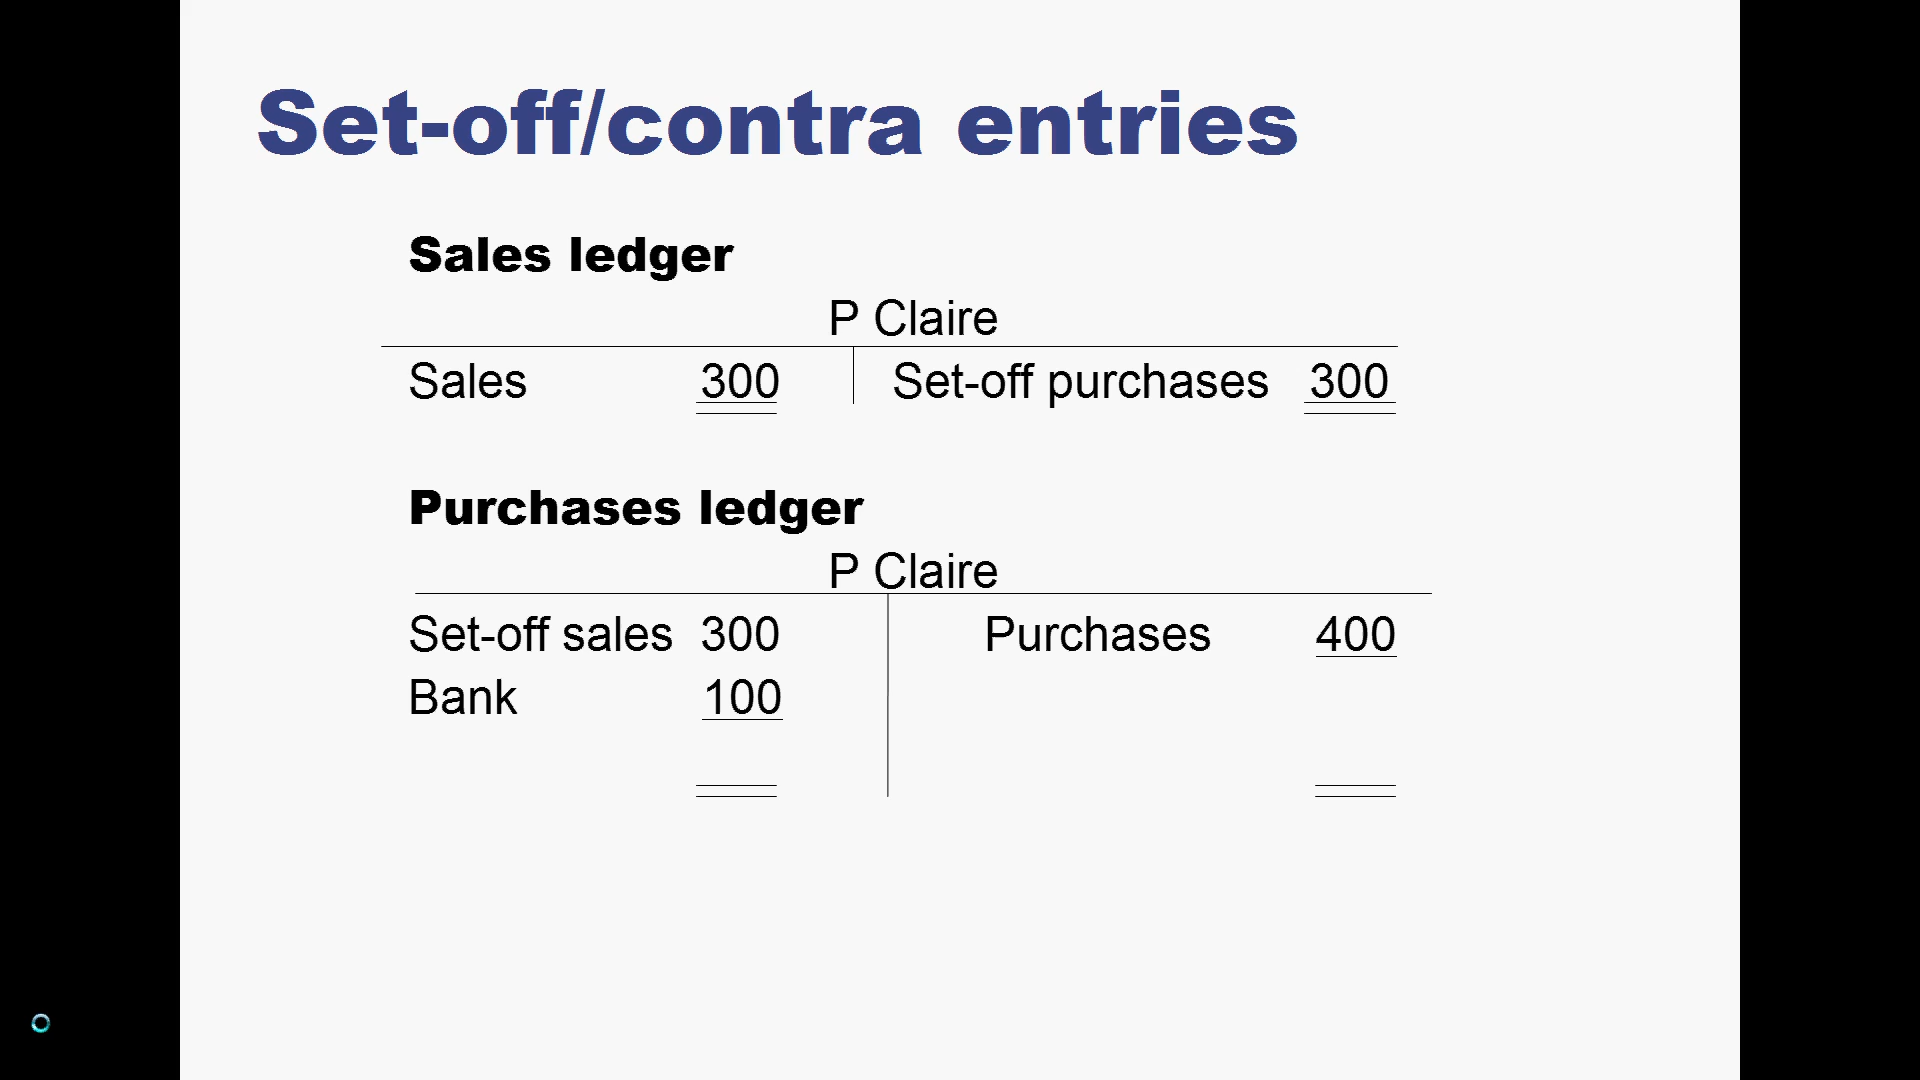 Set-off/contra entries
Sales ledger
P Claire
Sales 300 Set-off purchases 300
Purchases ledger
P Claire
Set-off sales 300 Purchases 400
Bank 100